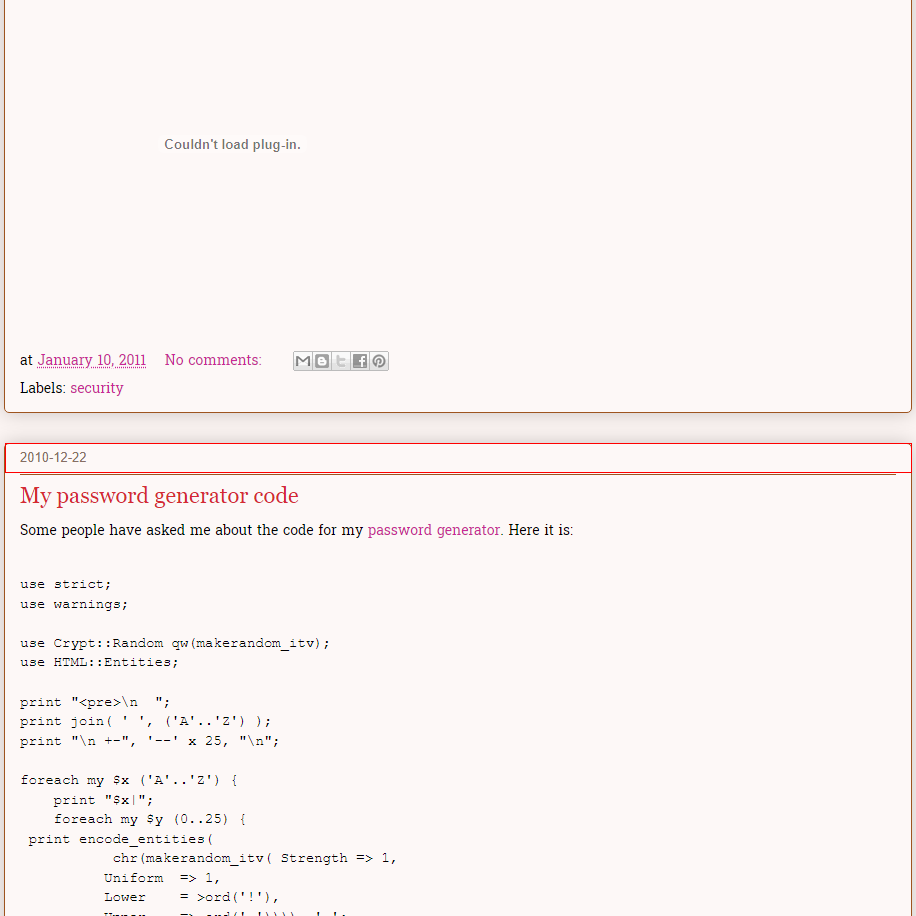 Couldn't load plug-in.
at January 10, 2011 No comments:
Labels: security
2010-12-22
My password generator code
Some people have asked me about the code for my password generator. Here it is:
use strict;
use warnings;
use Crypt::Random qw(makerandom_itv);
use HTML::Entities;
print "<pre>\n  ";
print join( ' ', ('A'..'Z') );
print "\n +-", '--' x 25, "\n";
foreach my $x ('A'..'Z') {
    print "$x|";
    foreach my $y (0..25) {
 print encode_entities(
           chr(makerandom_itv( Strength => 1,
          Uniform  => 1,
          Lower    = >ord('!'),